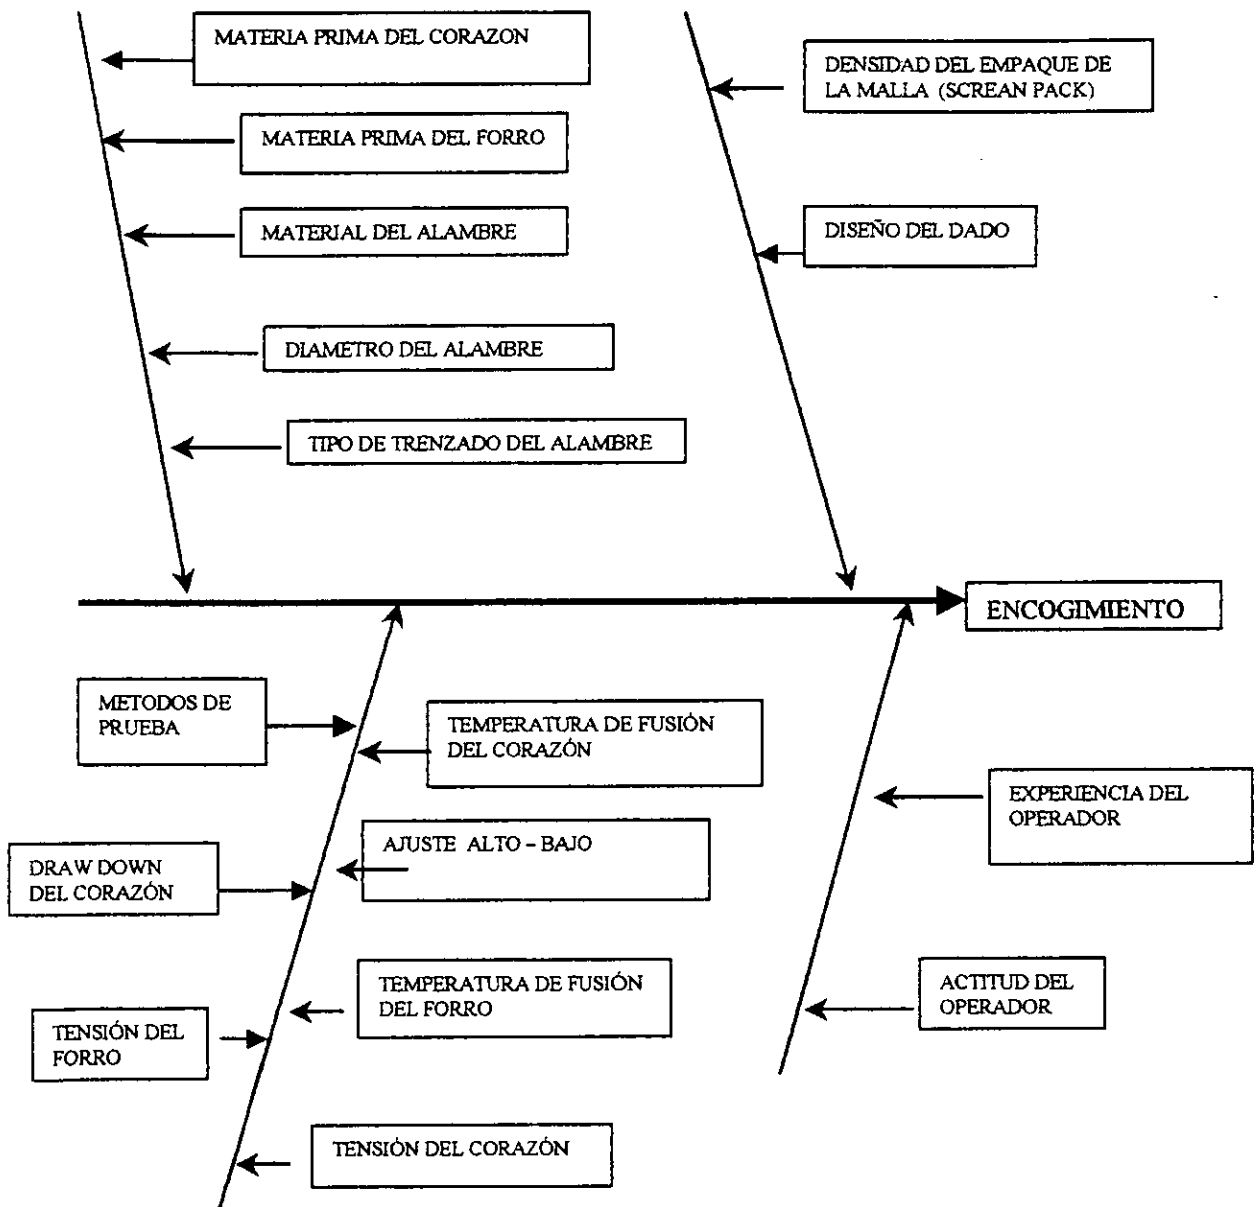 MATERIA PRIMA DEL CORAZON
MATERIA PRIMA DEL FORRO
MATERIAL DEL ALAMBRE
DIAMETRO DEL ALAMBRE
TIPO DE TRENZADO DEL ALAMBRE
DENSIDAD DEL EMPAQUE DE
LA MALLA (SCREAN PACK)
DISEÑO DEL DADO
ENCOGIMIENTO
METODOS DE
PRUEBA
TEMPERATURA DE FUSIÓN
DEL CORAZÓN
AJUSTE ALTO – BAJO
DRAW DOWN
DEL CORAZÓN
TEMPERATURA DE FUSIÓN
DEL FORRO
TENSIÓN DEL
FORRO
TENSIÓN DEL CORAZÓN
EXPERIENCIA DEL
OPERADOR
ACTITUD DEL
OPERADOR